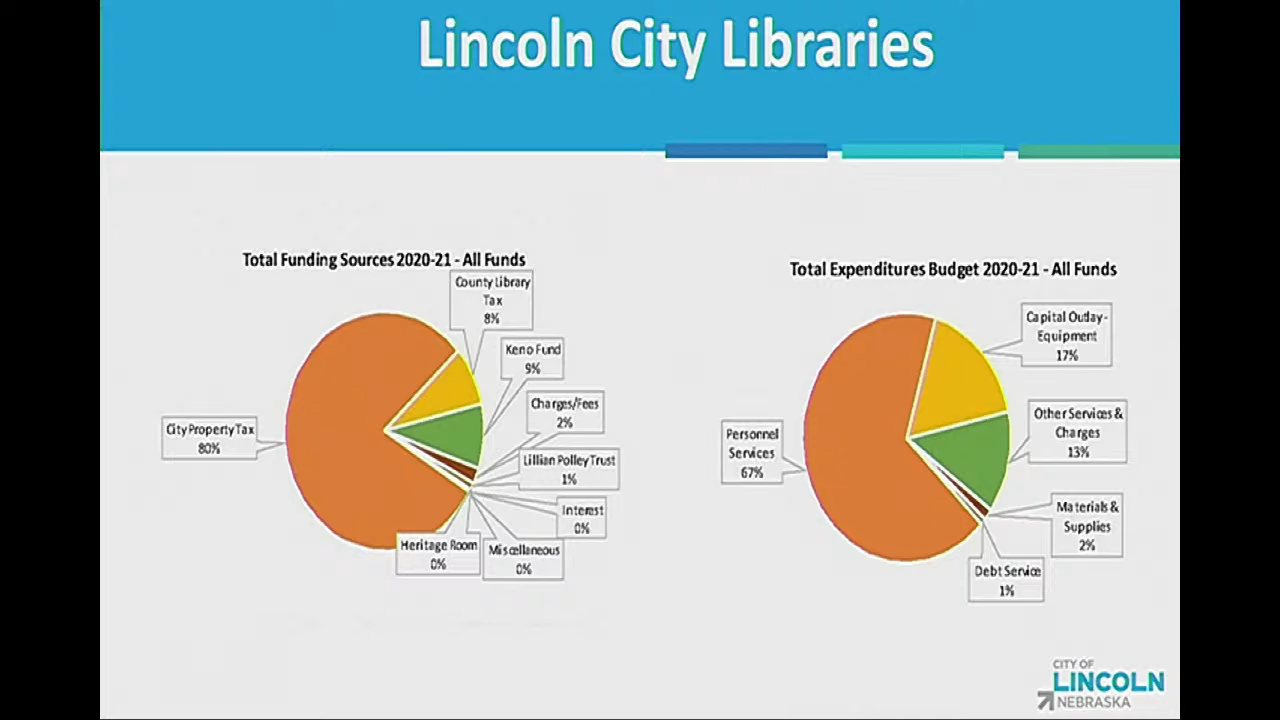 Lincoln City Libraries
Total Funding Sources 2020-21 - All Funds
County Library
Tax
8%
Keno Fund
9%
Charges/Fees
2%
City Property Tax
80%
Lillian Polley Trust
1%
Interest
0%
Heritage Room
0%
Miscellaneous
0%
Total Expenditures Budget 2020-21 - All Funds
Capital Outlay-
Equipment
17%
Other Services &
Charges
13%
Personnel
Services
67%
Materials &
Supplies
2%
Debt Service
1%
CITY OF
LINCOLN
NEBRASKA